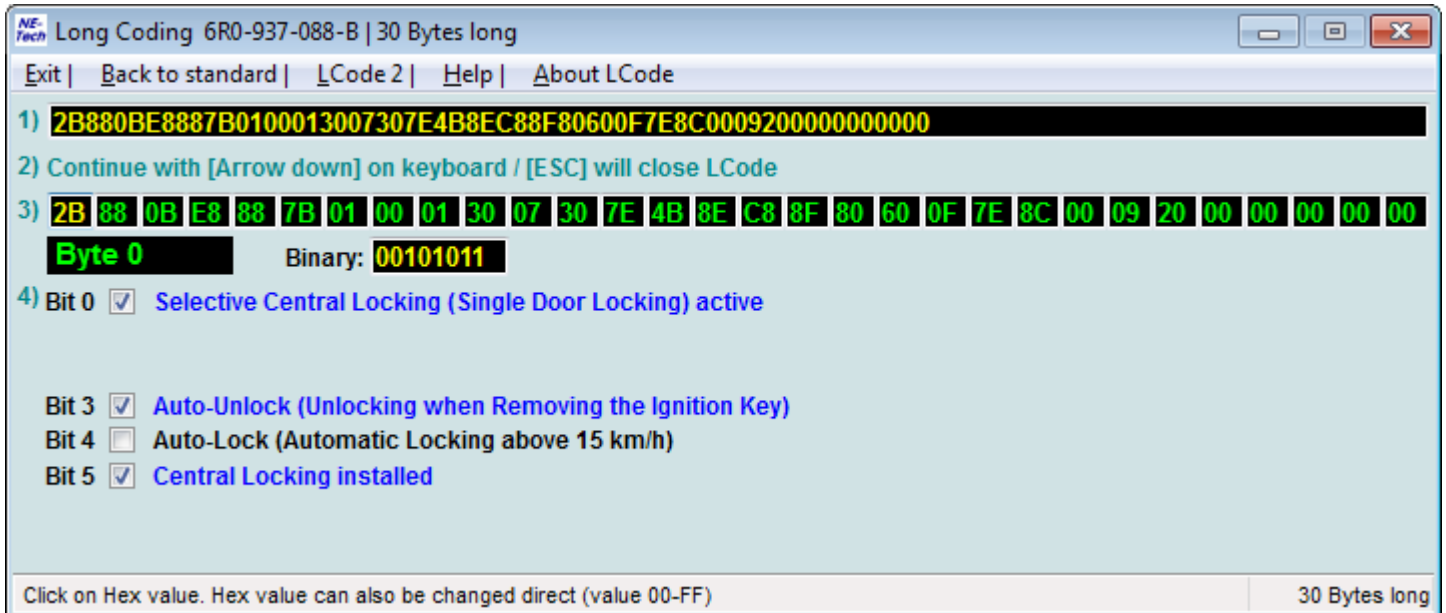 NE-Tech Long Coding 6R0-937-088-B | 30 Bytes long
Exit | Back to standard | LCode 2 | Help | About LCode
1) 2B880BE8887B0100013007307E4B8EC88F80600F7E8C0009200000000000
2) Continue with [Arrow down] on keyboard / [ESC] will close LCode
3) 2B 88 0B E8 88 7B 01 00 01 30 07 30 7E 4B 8E C8 8F 80 60 0F 7E 8C 00 09 20 00 00 00 00 00
Byte 0 Binary: 00101011
4) Bit 0 Selective Central Locking (Single Door Locking) active
Bit 3 Auto-Unlock (Unlocking when Removing the Ignition Key)
Bit 4 Auto-Lock (Automatic Locking above 15 km/h)
Bit 5 Central Locking installed
Click on Hex value. Hex value can also be changed direct (value 00-FF) 30 Bytes long